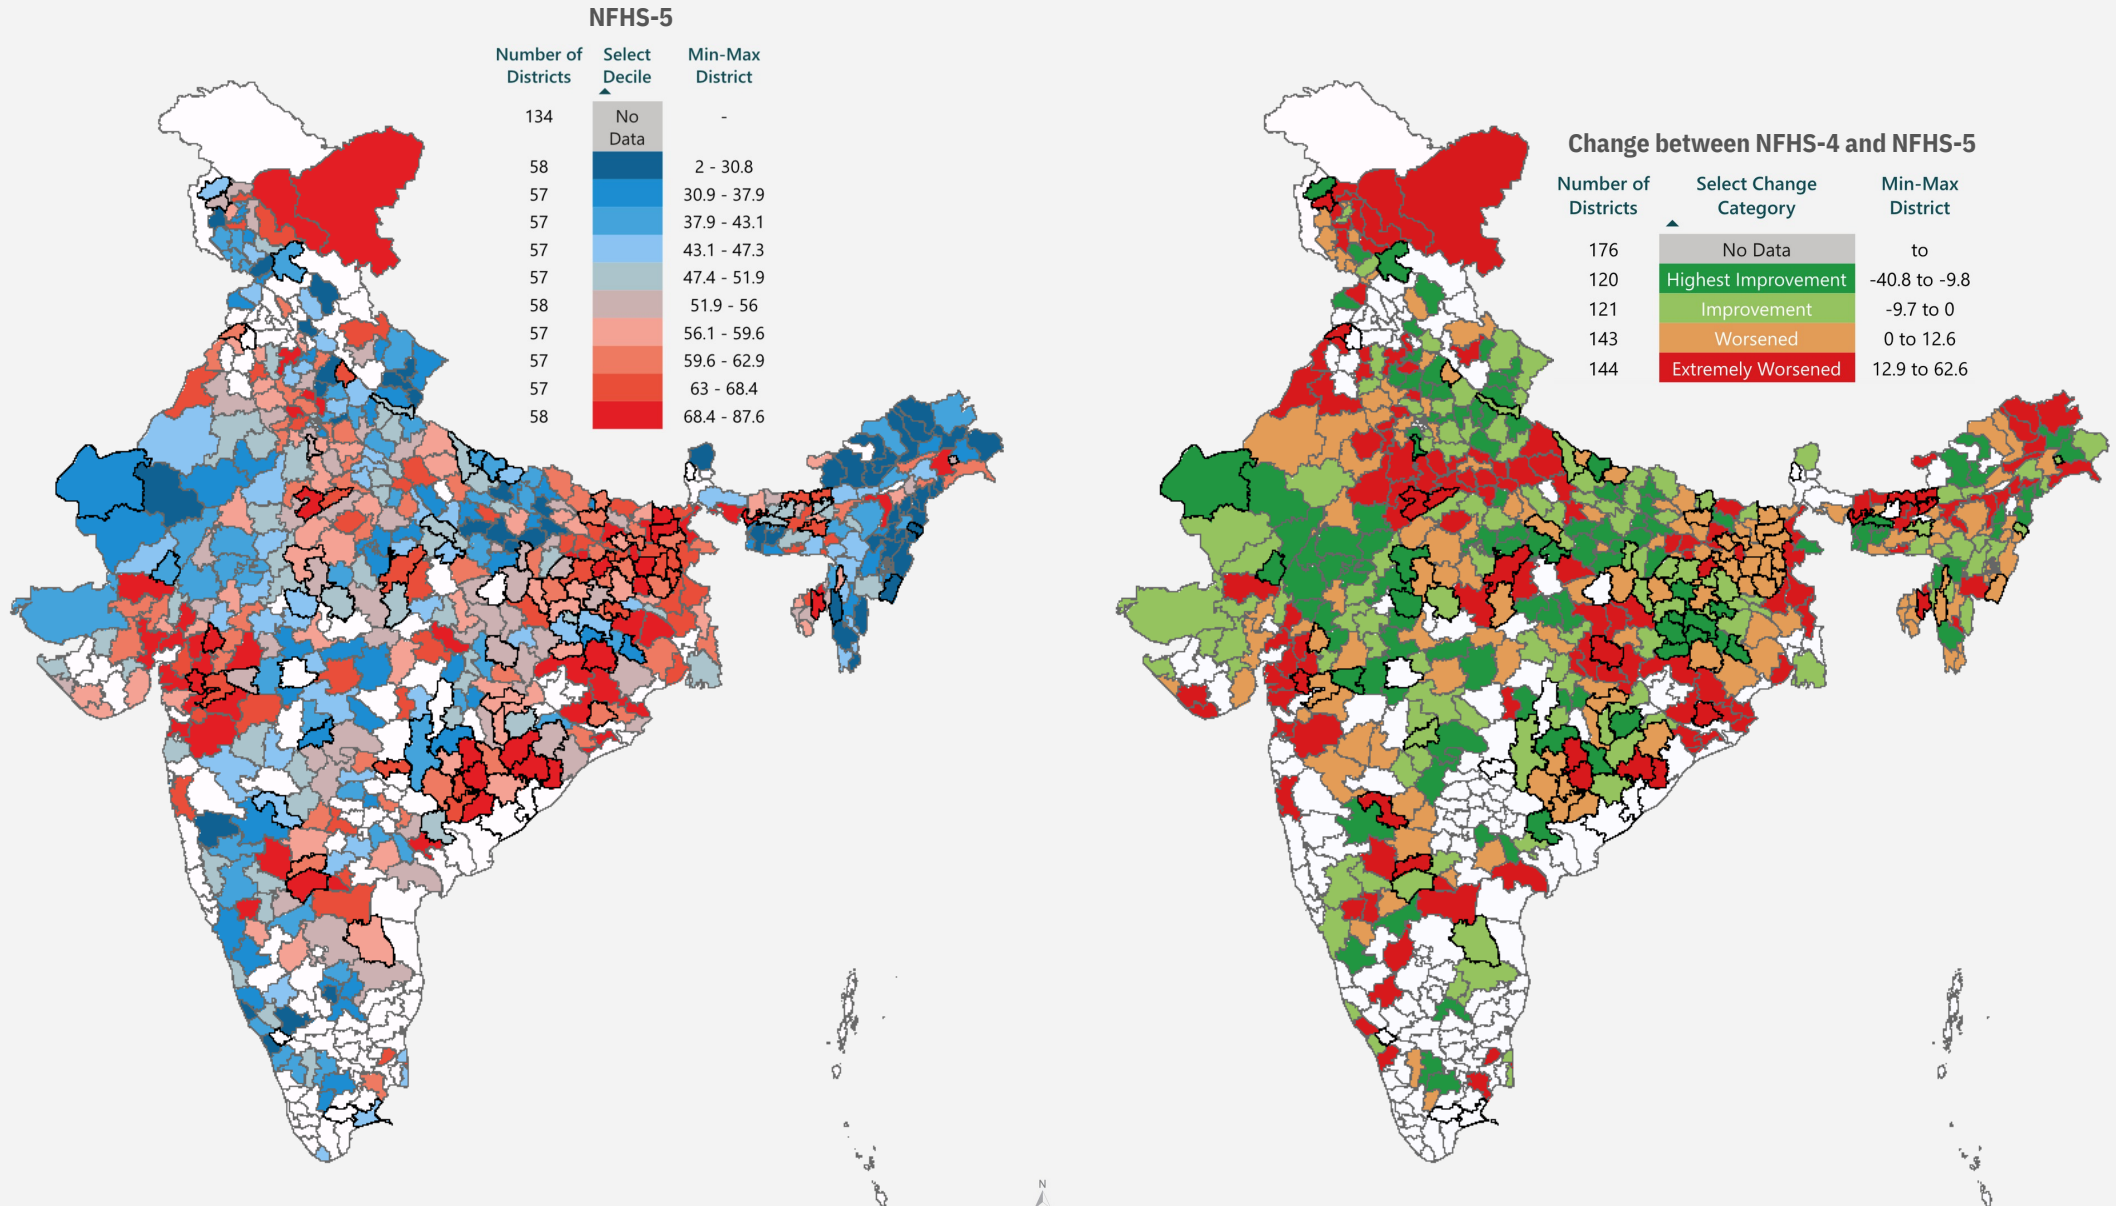 NFHS-5
Number of Districts Select Decile Min-Max District
134 No Data -
58 2 - 30.8
57 30.9 - 37.9
57 37.9 - 43.1
57 43.1 - 47.3
57 47.4 - 51.9
58 51.9 - 56
57 56.1 - 59.6
57 59.6 - 62.9
57 63 - 68.4
58 68.4 - 87.6
Change between NFHS-4 and NFHS-5
Number of Districts Select Change Category Min-Max District
176 No Data to
120 Highest Improvement -40.8 to -9.8
121 Improvement -9.7 to 0
143 Worsened 0 to 12.6
144 Extremely Worsened 12.9 to 62.6
N